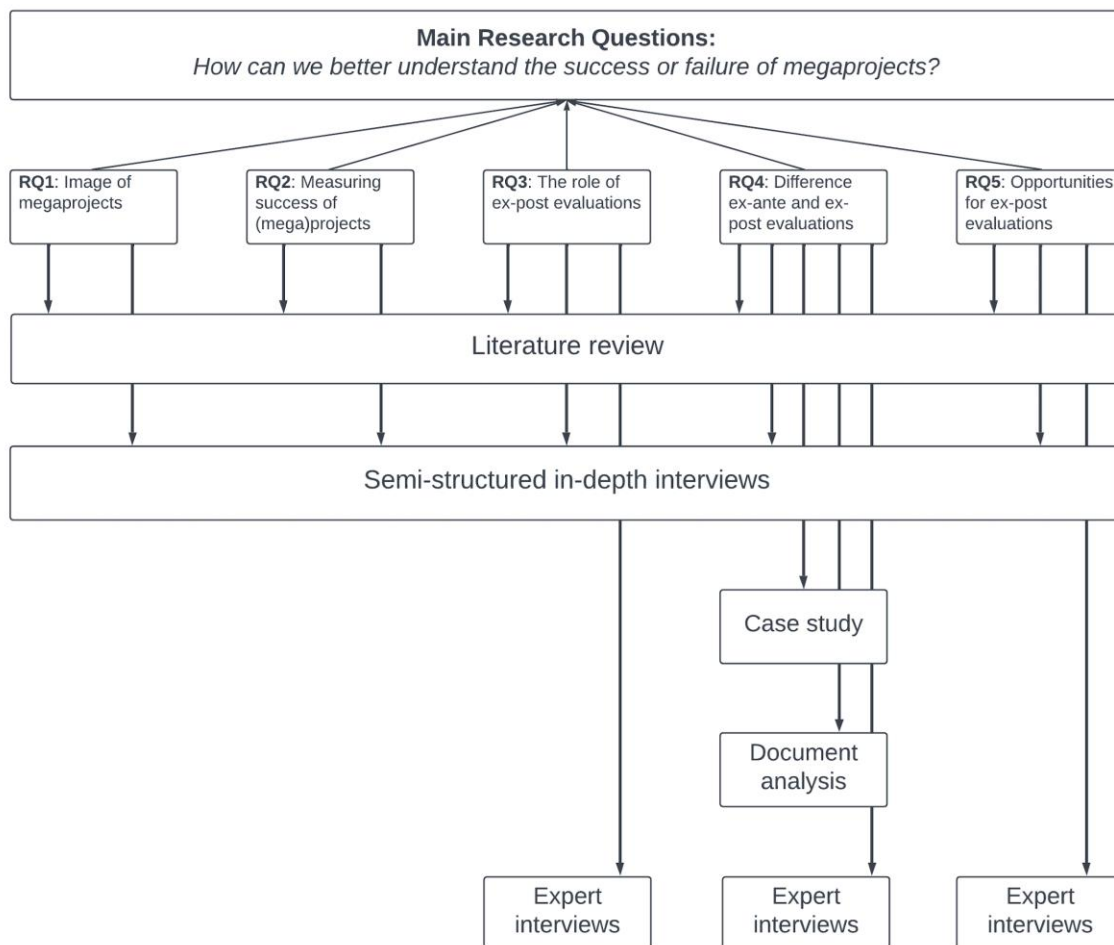 Main Research Questions:
How can we better understand the success or failure of megaprojects?
RQ1: Image of
megaprojects
RQ2: Measuring
success of
(mega)projects
RQ3: The role of
ex-post evaluations
RQ4: Difference
ex-ante and ex-
post evaluations
RQ5: Opportunities
for ex-post
evaluations
Literature review
Semi-structured in-depth interviews
Case study
Document
analysis
Expert
interviews
Expert
interviews
Expert
interviews